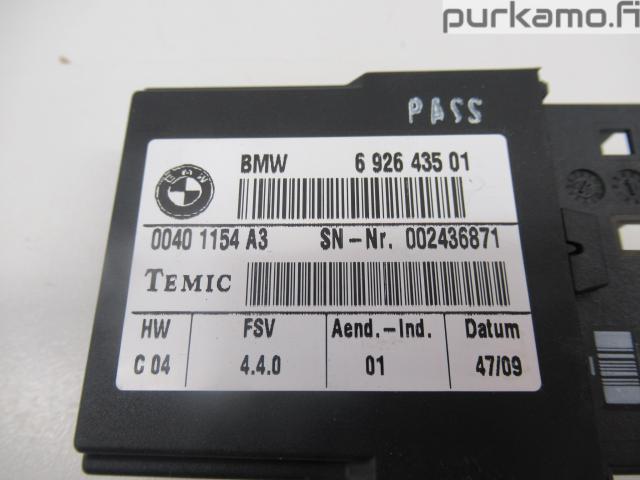 purkamo.fi
PASS
BMW 6 926 435 01
BMW
0040 1154 A3 SN-Nr. 002436871
TEMIC
HW FSV Aend.-Ind. Datum
C 04 4.4.0 01 47/09